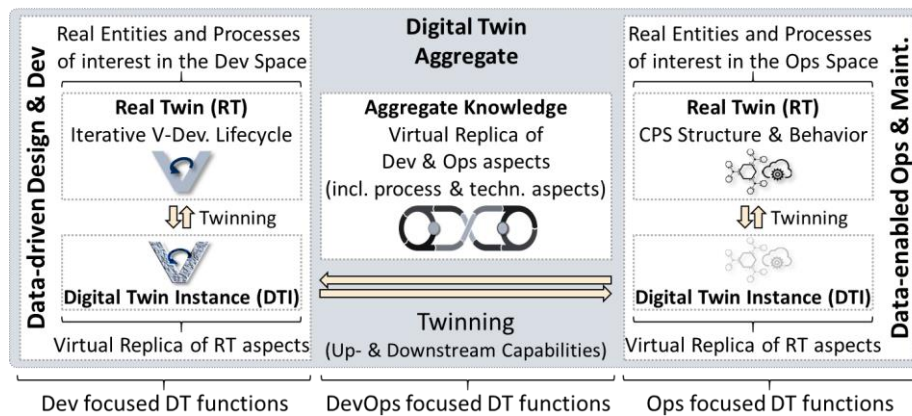 Data-driven Design & Dev
Real Entities and Processes
of interest in the Dev Space
Real Twin (RT)
Iterative V-Dev. Lifecycle
Twinning
Digital Twin Instance (DTI)
Virtual Replica of RT aspects
Dev focused DT functions
Digital Twin
Aggregate
Aggregate Knowledge
Virtual Replica of
Dev & Ops aspects
(incl. process & techn. aspects)
Twinning
(Up- & Downstream Capabilities)
DevOps focused DT functions
Real Entities and Processes
of interest in the Ops Space
Real Twin (RT)
CPS Structure & Behavior
Twinning
Digital Twin Instance (DTI)
Virtual Replica of RT aspects
Ops focused DT functions
Data-enabled Ops & Maint.